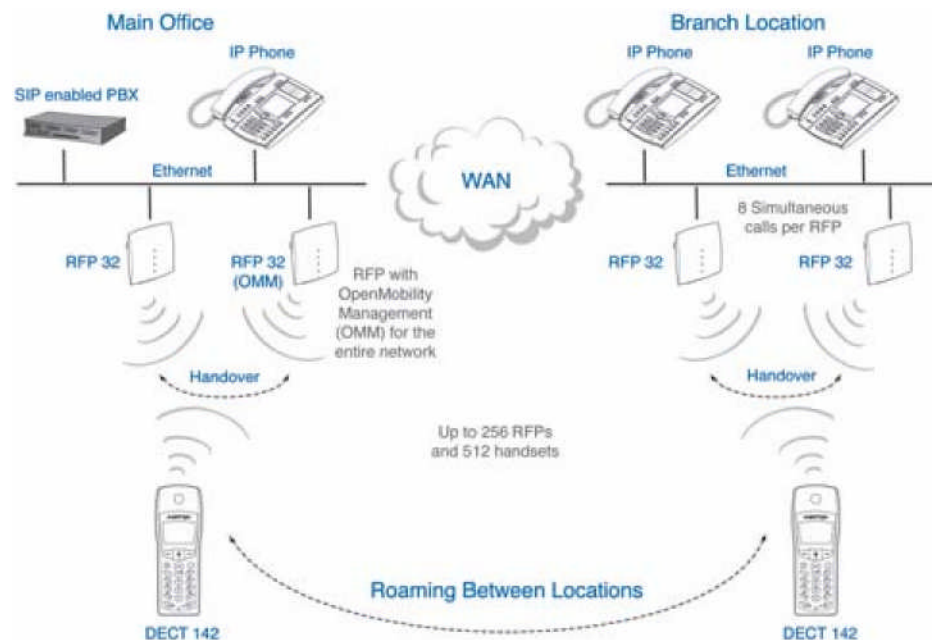 Main Office
Branch Location
IP Phone
IP Phone
IP Phone
SIP enabled PBX
Ethernet
WAN
Ethernet
8 Simultaneous
calls per RFP
RFP 32
RFP 32
(OMM)
RFP with
OpenMobility
Management
(OMM) for the
entire network
RFP 32
RFP 32
Handover
Handover
Up to 256 RFPs
and 512 handsets
Roaming Between Locations
DECT 142
DECT 142